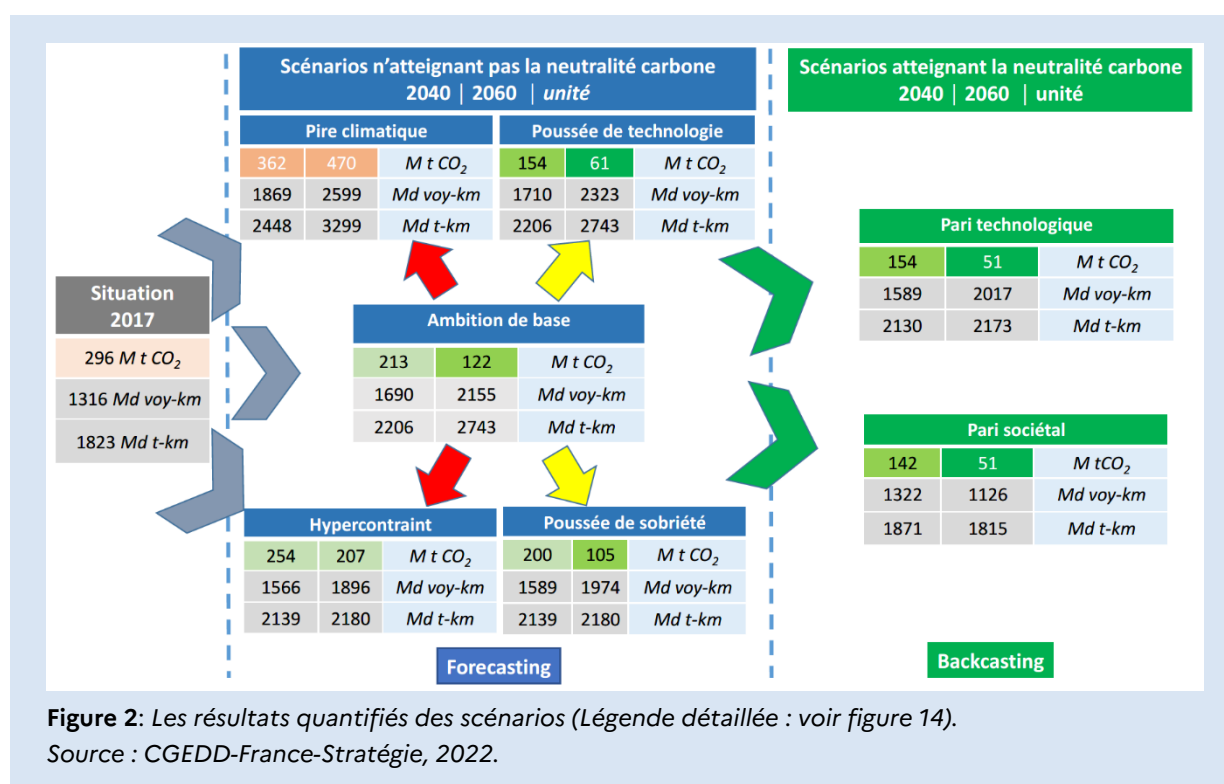 Scénarios n'atteignant pas la neutralité carbone
2040 | 2060 | unité
Scénarios atteignant la neutralité carbone
2040 | 2060 | unité
Pire climatique
362 470 M t CO₂
1869 2599 Md voy-km
2448 3299 Md t-km
Poussée de technologie
154 61 M t CO₂
1710 2323 Md voy-km
2206 2743 Md t-km
Situation
2017
296 M t CO₂
1316 Md voy-km
1823 Md t-km
Ambition de base
213 122 M t CO₂
1690 2155 Md voy-km
2206 2743 Md t-km
Pari technologique
154 51 M t CO₂
1589 2017 Md voy-km
2130 2173 Md t-km
Pari sociétal
142 51 M tCO₂
1322 1126 Md voy-km
1871 1815 Md t-km
Hypercontraint
254 207 M t CO₂
1566 1896 Md voy-km
2139 2180 Md t-km
Poussée de sobriété
200 105 M t CO₂
1589 1974 Md voy-km
2139 2180 Md t-km
Forecasting
Backcasting
Figure 2: Les résultats quantifiés des scénarios (Légende détaillée : voir figure 14).
Source : CGEDD-France-Stratégie, 2022.